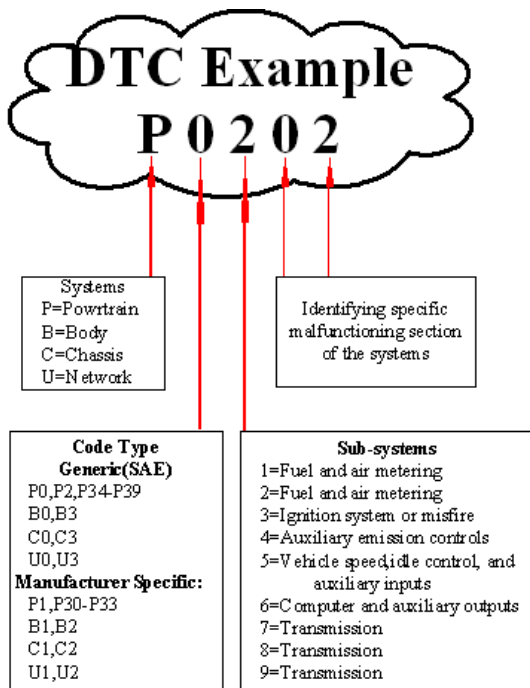 DTC Example
P 0 2 0 2
Systems
P=Powrtrain
B=Body
C=Chassis
U=Network
Identifying specific
malfunctioning section
of the systems
Code Type
Generic(SAE)
P0,P2,P34-P39
B0,B3
C0,C3
U0,U3
Manufacturer Specific:
P1,P30-P33
B1,B2
C1,C2
U1,U2
Sub-systems
1=Fuel and air metering
2=Fuel and air metering
3=Ignition system or misfire
4=Auxiliary emission controls
5=Vehicle speed,idle control, and
auxiliary inputs
6=Computer and auxiliary outputs
7=Transmission
8=Transmission
9=Transmission